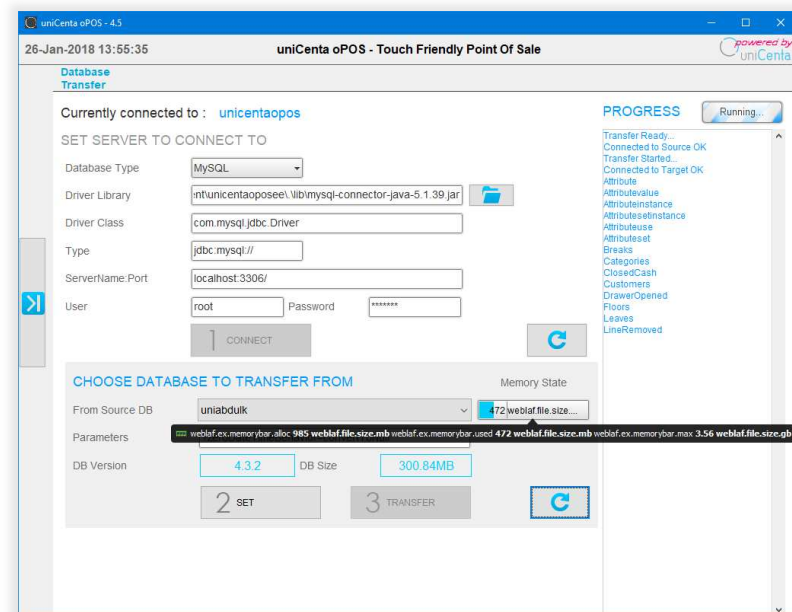 uniCenta oPOS - 4.5
26-Jan-2018 13:55:35
uniCenta oPOS - Touch Friendly Point Of Sale
powered by
uniCenta
Database
Transfer
Currently connected to : unicentaopos
SET SERVER TO CONNECT TO
Database Type
MySQL
Driver Library
nt\unicentaoposee\.\lib\mysql-connector-java-5.1.39.jar
Driver Class
com.mysql.jdbc.Driver
Type
jdbc:mysql://
ServerName:Port
localhost:3306/
User
root
Password
*******
1 CONNECT
CHOOSE DATABASE TO TRANSFER FROM
Memory State
From Source DB
uniabdulk
472 weblaf.file.size....
Parameters
weblaf.ex.memorybar.alloc 985 weblaf.file.size.mb weblaf.ex.memorybar.used 472 weblaf.file.size.mb weblaf.ex.memorybar.max 3.56 weblaf.file.size.gb
DB Version
4.3.2
DB Size
300.84MB
2 SET
3 TRANSFER
PROGRESS
Running...
Transfer Ready...
Connected to Source OK
Transfer Started...
Connected to Target OK
Attribute
Attributevalue
Attributeinstance
Attributesetinstance
Attributeuse
Attributeset
Breaks
Categories
ClosedCash
Customers
DrawerOpened
Floors
Leaves
LineRemoved